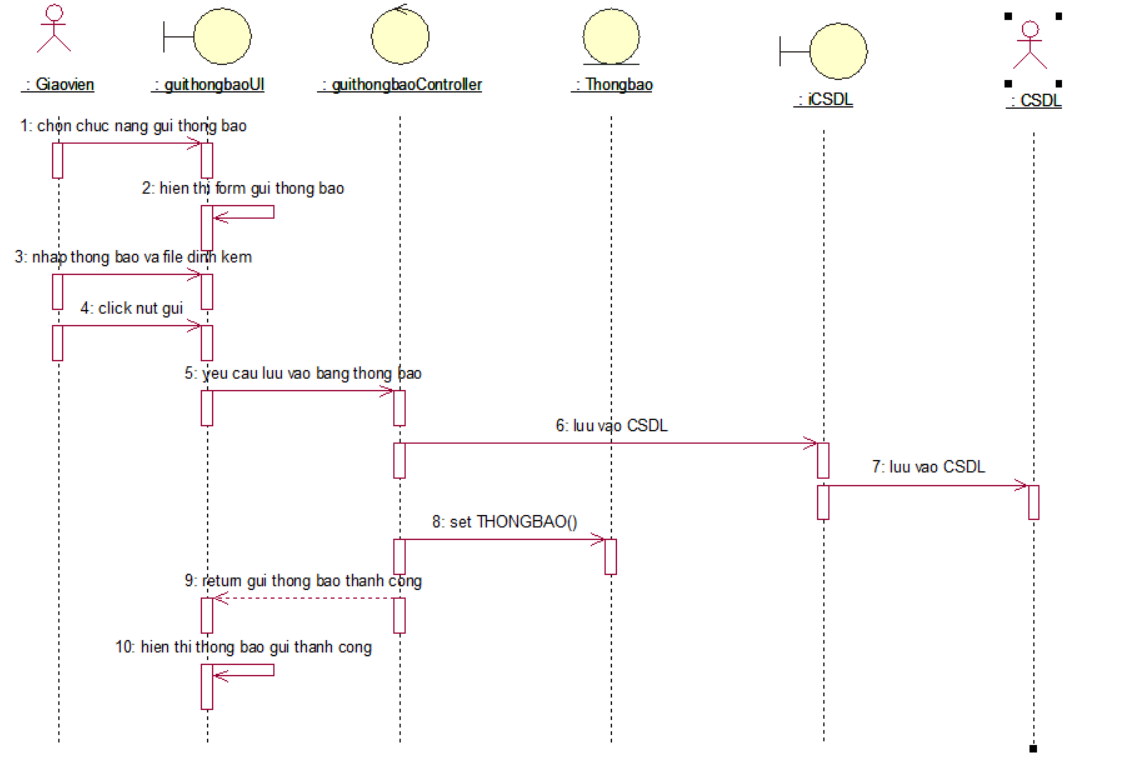 : Giaovien
: guithongbaoUI
: guithongbaoController
: Thongbao
: iCSDL
: CSDL
1: chọn chuc nang gui thong bao
2: hien thi form gui thong bao
3: nhap thong bao va file dinh kem
4: click nut gui
5: yeu cau luu vao bang thong bao
6: luu vao CSDL
7: luu vao CSDL
8: set THONGBAO()
9: return gui thong bao thanh cong
10: hien thi thong bao gui thanh cong